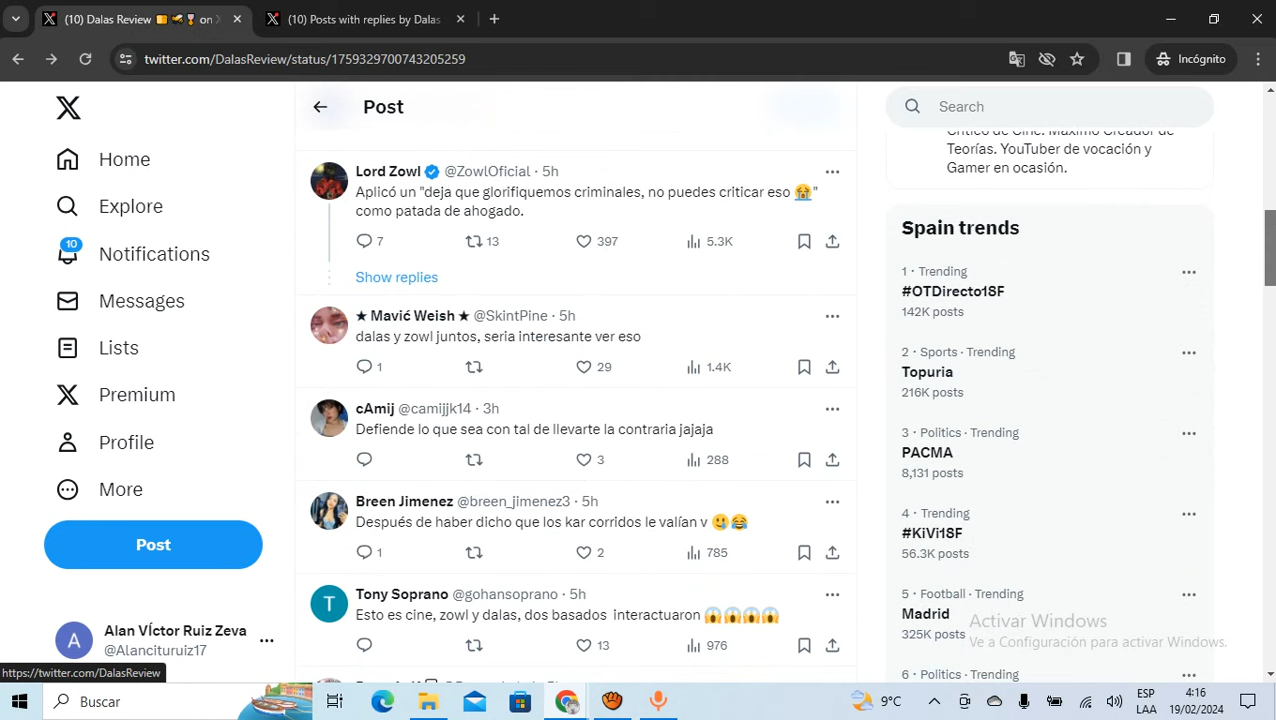 (10) Dalas Review on X
(10) Posts with replies by Dalas
twitter.com/DalasReview/status/1759329700743205259
Incógnito
Home
Explore
10
Notifications
Messages
Lists
Premium
Profile
More
Post
Alan VÍctor Ruiz Zeva
@Alancituruiz17
https://twitter.com/DalasReview
Post
Lord Zowl @ZowlOficial · 5h
Aplicó un "deja que glorifiquemos criminales, no puedes criticar eso 😭"
como patada de ahogado.
7 13 397 5.3K
Show replies
★ Mavić Weish ★ @SkintPine · 5h
dalas y zowl juntos, seria interesante ver eso
1 29 1.4K
cAmij @camijjk14 · 3h
Defiende lo que sea con tal de llevarte la contraria jajaja
3 288
Breen Jimenez @breen_jimenez3 · 5h
Después de haber dicho que los kar corridos le valían v 🥲😂
1 2 785
Tony Soprano @gohansoprano · 5h
T
Esto es cine, zowl y dalas, dos basados interactuaron 😱😱😱😱
13 976
Search
Crítico de Cine. Máximo Creador de
Teorías. YouTuber de vocación y
Gamer en ocasión.
Spain trends
1 · Trending
#OTDirecto18F
142K posts
2 · Sports · Trending
Topuria
216K posts
3 · Politics · Trending
PACMA
8,131 posts
4 · Trending
#KiVi18F
56.3K posts
5 · Football · Trending
Madrid
325K posts
6 · Politics · Trending
Activar Windows
Ve a Configuración para activar Windows.
A
Buscar
9°C
ESP
LAA
4:16
19/02/2024